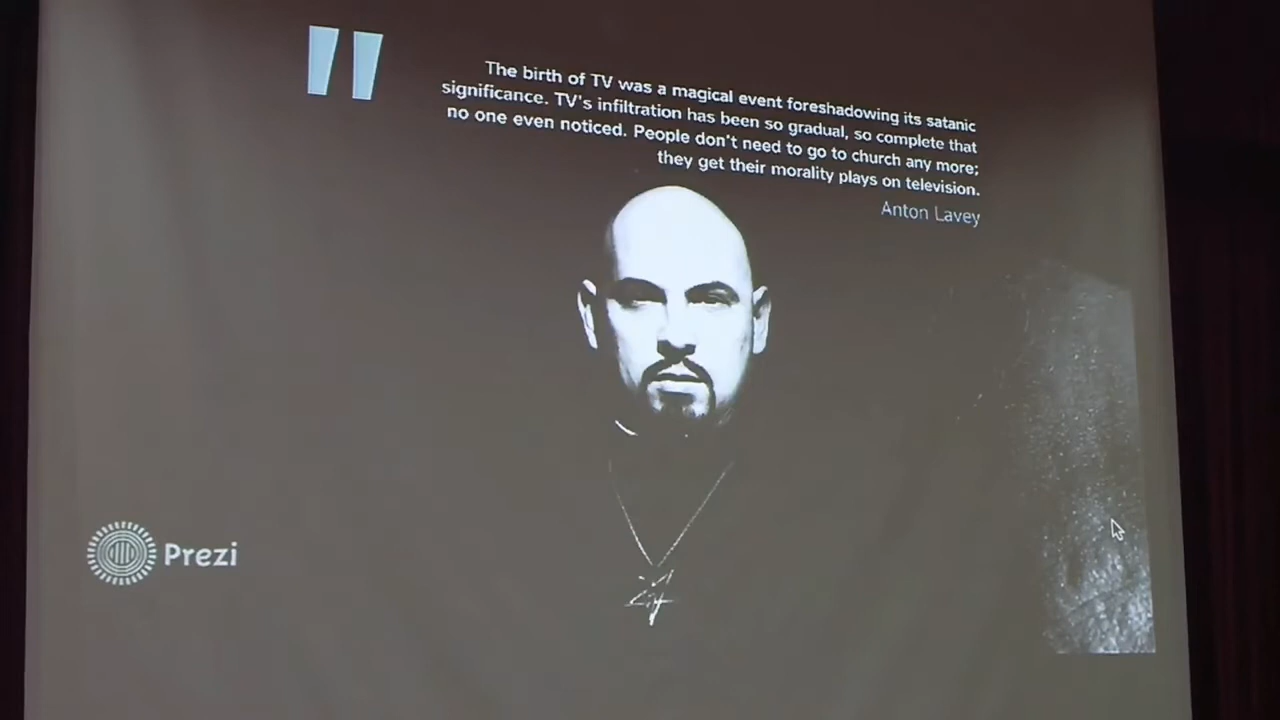 "
The birth of TV was a magical event foreshadowing its satanic
significance. TV's infiltration has been so gradual, so complete that
no one even noticed. People don't need to go to church any more;
they get their morality plays on television.
Anton Lavey
Prezi